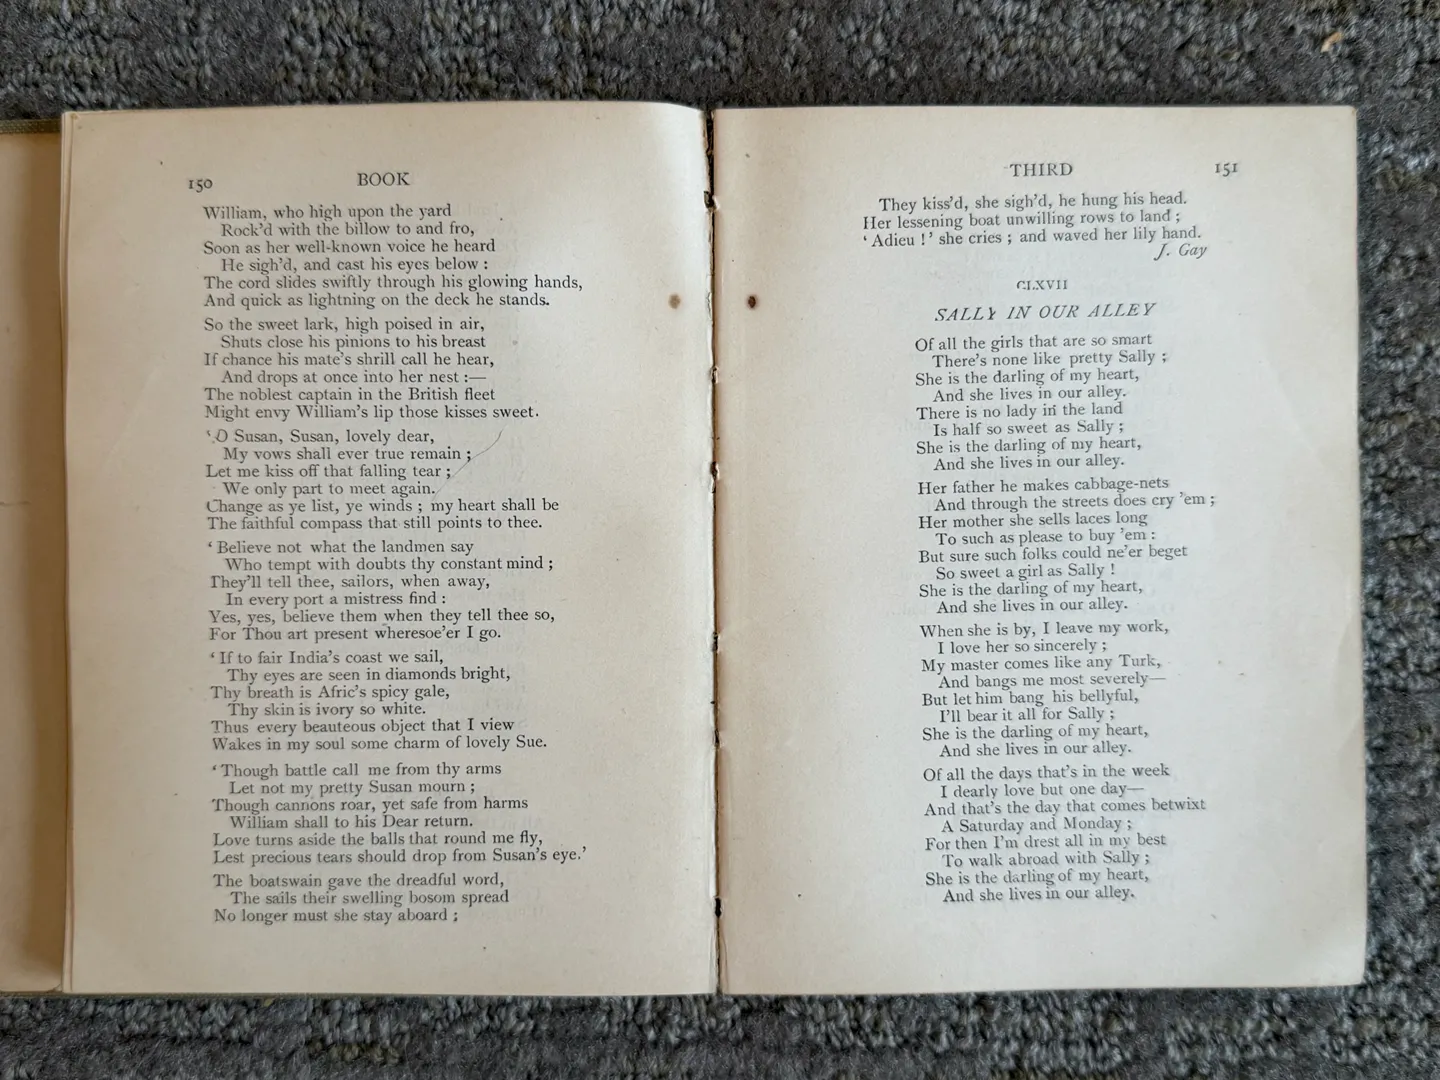 150
BOOK
William, who high upon the yard
Rock'd with the billow to and fro,
Soon as her well-known voice he heard
He sigh'd, and cast his eyes below :
The cord slides swiftly through his glowing hands,
And quick as lightning on the deck he stands.
So the sweet lark, high poised in air,
Shuts close his pinions to his breast
If chance his mate's shrill call he hear,
And drops at once into her nest :—
The noblest captain in the British fleet
Might envy William's lip those kisses sweet.
‘ O Susan, Susan, lovely dear,
My vows shall ever true remain ;
Let me kiss off that falling tear ;
We only part to meet again.
Change as ye list, ye winds ; my heart shall be
The faithful compass that still points to thee.
‘ Believe not what the landmen say
Who tempt with doubts thy constant mind ;
They'll tell thee, sailors, when away,
In every port a mistress find :
Yes, yes, believe them when they tell thee so,
For Thou art present wheresoe'er I go.
‘ If to fair India's coast we sail,
Thy eyes are seen in diamonds bright,
Thy breath is Afric's spicy gale,
Thy skin is ivory so white.
Thus every beauteous object that I view
Wakes in my soul some charm of lovely Sue.
‘ Though battle call me from thy arms
Let not my pretty Susan mourn ;
Though cannons roar, yet safe from harms
William shall to his Dear return.
Love turns aside the balls that round me fly,
Lest precious tears should drop from Susan's eye.’
The boatswain gave the dreadful word,
The sails their swelling bosom spread
No longer must she stay aboard ;
THIRD
151
They kiss'd, she sigh'd, he hung his head.
Her lessening boat unwilling rows to land ;
‘ Adieu ! ’ she cries ; and waved her lily hand.
J. Gay
CLXVII
SALLY IN OUR ALLEY
Of all the girls that are so smart
There's none like pretty Sally ;
She is the darling of my heart,
And she lives in our alley.
There is no lady in the land
Is half so sweet as Sally ;
She is the darling of my heart,
And she lives in our alley.
Her father he makes cabbage-nets
And through the streets does cry ’em ;
Her mother she sells laces long
To such as please to buy ’em :
But sure such folks could ne'er beget
So sweet a girl as Sally !
She is the darling of my heart,
And she lives in our alley.
When she is by, I leave my work,
I love her so sincerely ;
My master comes like any Turk,
And bangs me most severely—
But let him bang his bellyful,
I'll bear it all for Sally ;
She is the darling of my heart,
And she lives in our alley.
Of all the days that's in the week
I dearly love but one day—
And that's the day that comes betwixt
A Saturday and Monday ;
For then I'm drest all in my best
To walk abroad with Sally ;
She is the darling of my heart,
And she lives in our alley.